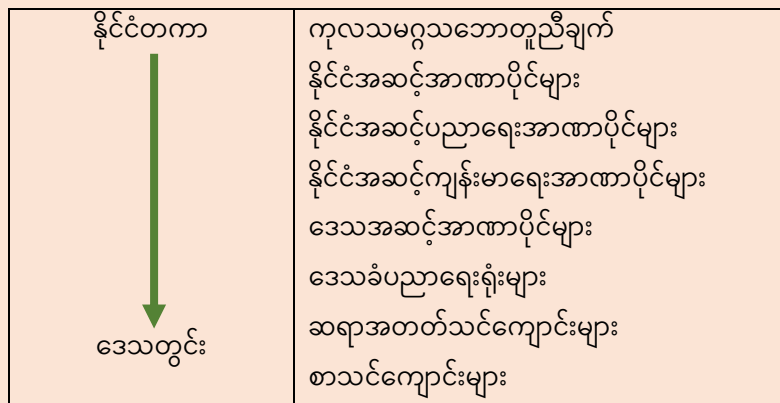 နိုင်ငံတကာ
ဒေသတွင်း
ကုလသမဂ္ဂသဘောတူညီချက်
နိုင်ငံအဆင့်အာဏာပိုင်များ
နိုင်ငံအဆင့်ပညာရေးအာဏာပိုင်များ
နိုင်ငံအဆင့်ကျန်းမာရေးအာဏာပိုင်များ
ဒေသအဆင့်အာဏာပိုင်များ
ဒေသခံပညာရေးရုံးများ
ဆရာအတတ်သင်ကျောင်းများ
စာသင်ကျောင်းများ